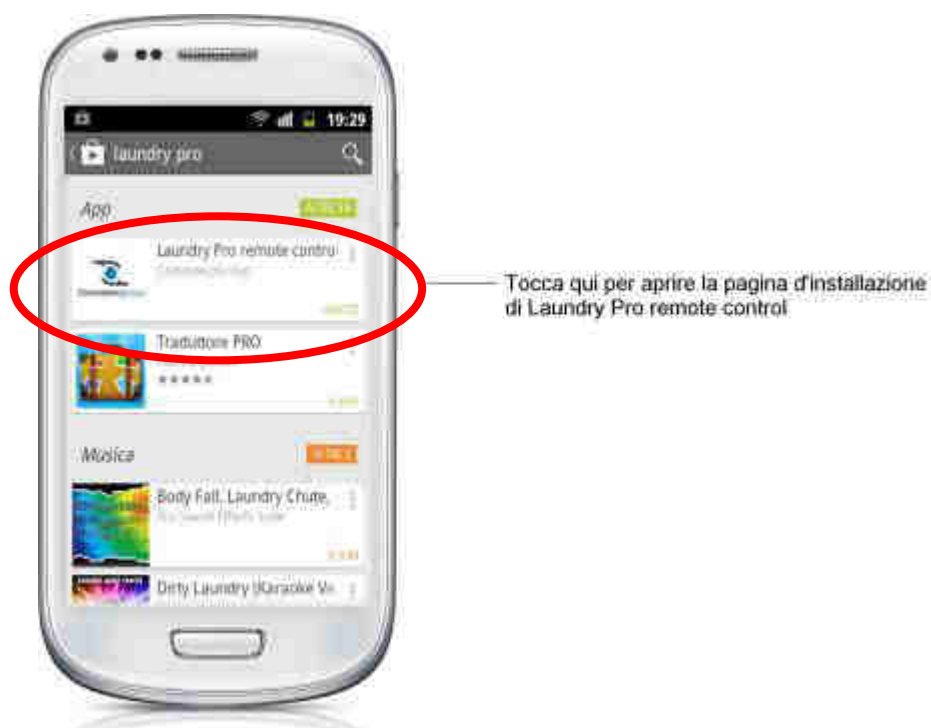 19:29
laundry pro
App
Laundry Pro remote contro
Traduttore PRO
Musica
Body Fall, Laundry Chute,
Dirty Laundry (Karaoke Ve
Tocca qui per aprire la pagina d'installazione
di Laundry Pro remote control